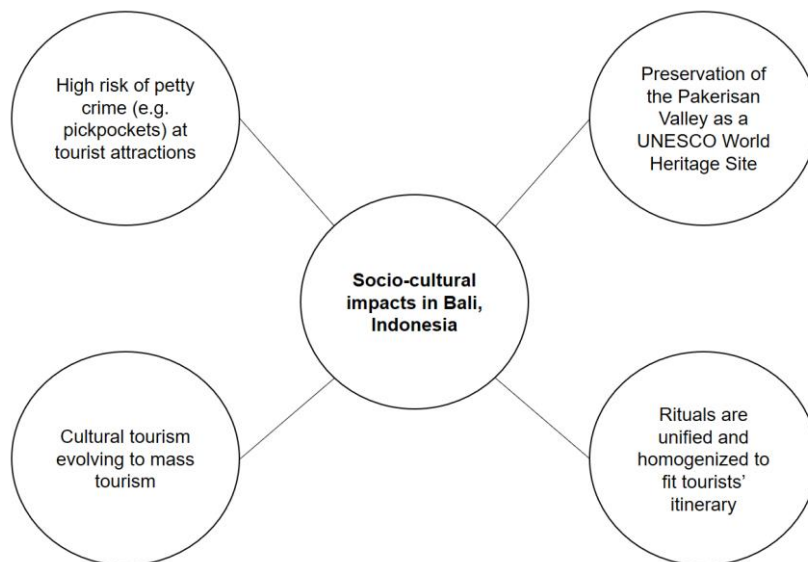 High risk of petty
crime (e.g.
pickpockets) at
tourist attractions
Preservation of
the Pakerisan
Valley as a
UNESCO World
Heritage Site
Socio-cultural
impacts in Bali,
Indonesia
Cultural tourism
evolving to mass
tourism
Rituals are
unified and
homogenized to
fit tourists’
itinerary